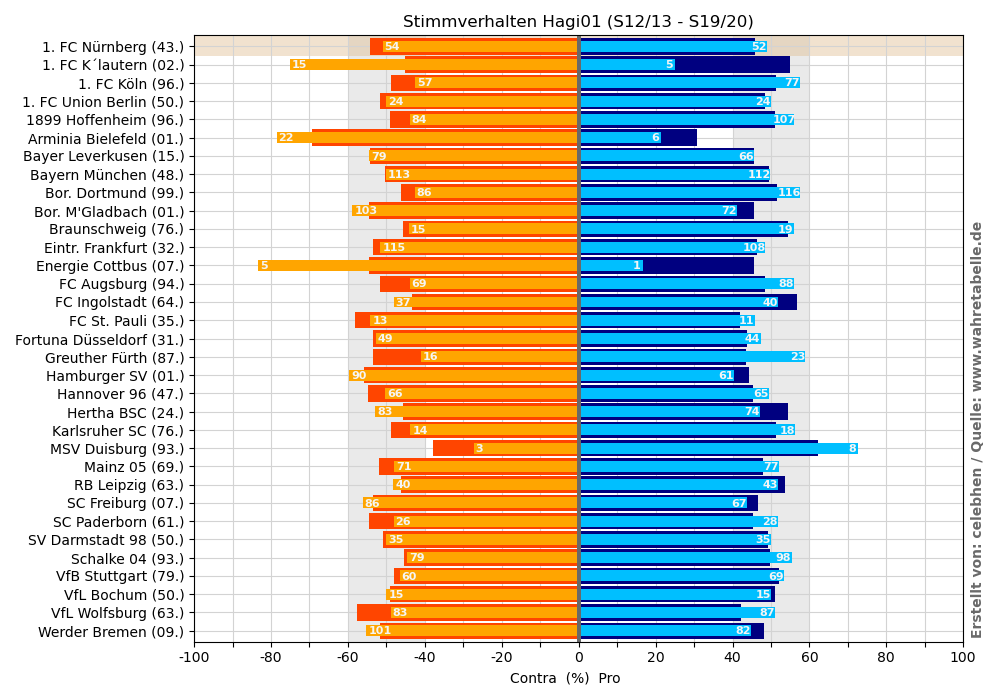 Stimmverhalten Hagi01 (S12/13 - S19/20)
1. FC Nürnberg (43.) 54 52
1. FC K´lautern (02.) 15 5
1. FC Köln (96.) 57 77
1. FC Union Berlin (50.) 24 24
1899 Hoffenheim (96.) 84 107
Arminia Bielefeld (01.) 22 6
Bayer Leverkusen (15.) 79 66
Bayern München (48.) 113 112
Bor. Dortmund (99.) 86 116
Bor. M'Gladbach (01.) 103 72
Braunschweig (76.) 15 19
Eintr. Frankfurt (32.) 115 108
Energie Cottbus (07.) 5 1
FC Augsburg (94.) 69 88
FC Ingolstadt (64.) 37 40
FC St. Pauli (35.) 13 11
Fortuna Düsseldorf (31.) 49 44
Greuther Fürth (87.) 16 23
Hamburger SV (01.) 90 61
Hannover 96 (47.) 66 65
Hertha BSC (24.) 83 74
Karlsruher SC (76.) 14 18
MSV Duisburg (93.) 3 8
Mainz 05 (69.) 71 77
RB Leipzig (63.) 40 43
SC Freiburg (07.) 86 67
SC Paderborn (61.) 26 28
SV Darmstadt 98 (50.) 35 35
Schalke 04 (93.) 79 98
VfB Stuttgart (79.) 60 69
VfL Bochum (50.) 15 15
VfL Wolfsburg (63.) 83 87
Werder Bremen (09.) 101 82
-100 -80 -60 -40 -20 0 20 40 60 80 100
Contra (%) Pro
Erstellt von: celebhen / Quelle: www.wahretabelle.de